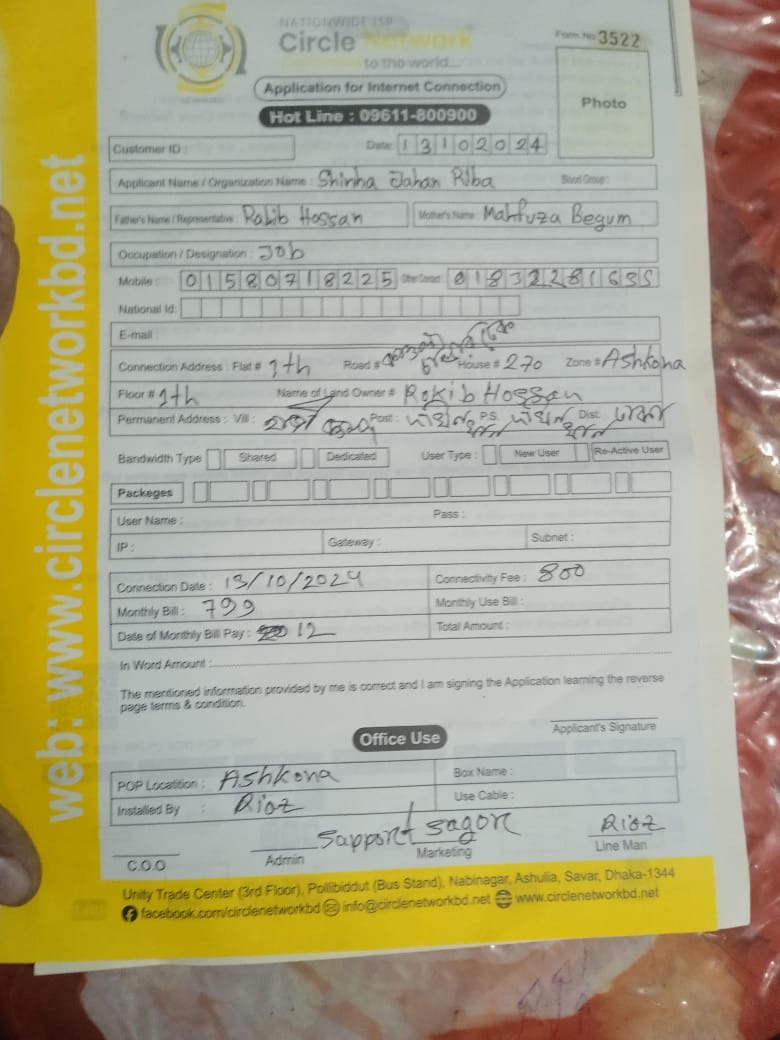 NATIONWIDE ISP
Circle Network
to the world...
Form No 3522
Application for Internet Connection
Photo
Hot Line : 09611-800900
Customer ID :
Date: 13102024
Applicant Name / Organization Name : Shinha Jahan Riba Blood Group :
Father's Name / Representative : Rakib Hossan Mother's Name Mahfuza Begum
Occupation / Designation : Job
Mobile : 01580718225 Other Contact : 01832281635
National Id:
E-mail :
Connection Address : Flat # 1th Road # House # 270 Zone # Ashkona
Floor # 1th Name of Land Owner # Rokib Hossan
Permanent Address : Vill : Post : P.S. Dist. ঢাকা
Bandwidth Type Shared Dedicated User Type : New User Re-Active User
Packeges
User Name : Pass :
IP : Gateway : Subnet :
Connection Date : 13/10/2024 Connectivity Fee : 800
Monthly Bill : 799 Monthly Use Bill :
Date of Monthly Bill Pay : 12 Total Amount :
In Word Amount :
The mentioned information provided by me is correct and I am signing the Application learning the reverse
page terms & condition.
Applicant's Signature
Office Use
POP Locatition : Ashkona Box Name :
Installed By : Riaz Use Cable :
Support Sagor Riaz
C.O.O Admin Marketing Line Man
Unity Trade Center (3rd Floor), Pollibiddut (Bus Stand), Nabinagar, Ashulia, Savar, Dhaka-1344
facebook.com/circlenetworkbd info@circlenetworkbd.net www.circlenetworkbd.net
web: www.circlenetworkbd.net